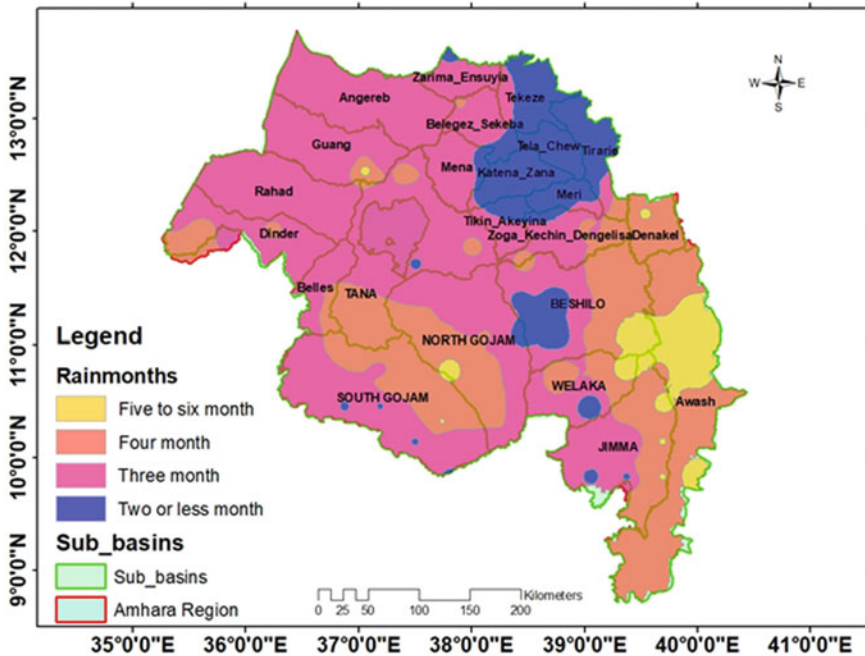 N
W E
S
13°0'0"N
12°0'0"N
11°0'0"N
10°0'0"N
9°0'0"N
Zarima_Ensuyia
Angereb
Tekeze
Belegez_Sekeba
Guang
Tela_Chew
Tirarie
Mena
Katena_Zana
Rahad
Meri
Tikin_Akeyina
Dinder
Zoga_Kechin_Dengelisa
Denakel
Belles
TANA
BESHILO
NORTH GOJAM
WELAKA
SOUTH GOJAM
Awash
JIMMA
Legend
Rainmonths
Five to six month
Four month
Three month
Two or less month
Sub_basins
Sub_basins
Amhara Region
Kilometers
0 25 50 100 150 200
35°0'0"E 36°0'0"E 37°0'0"E 38°0'0"E 39°0'0"E 40°0'0"E 41°0'0"E